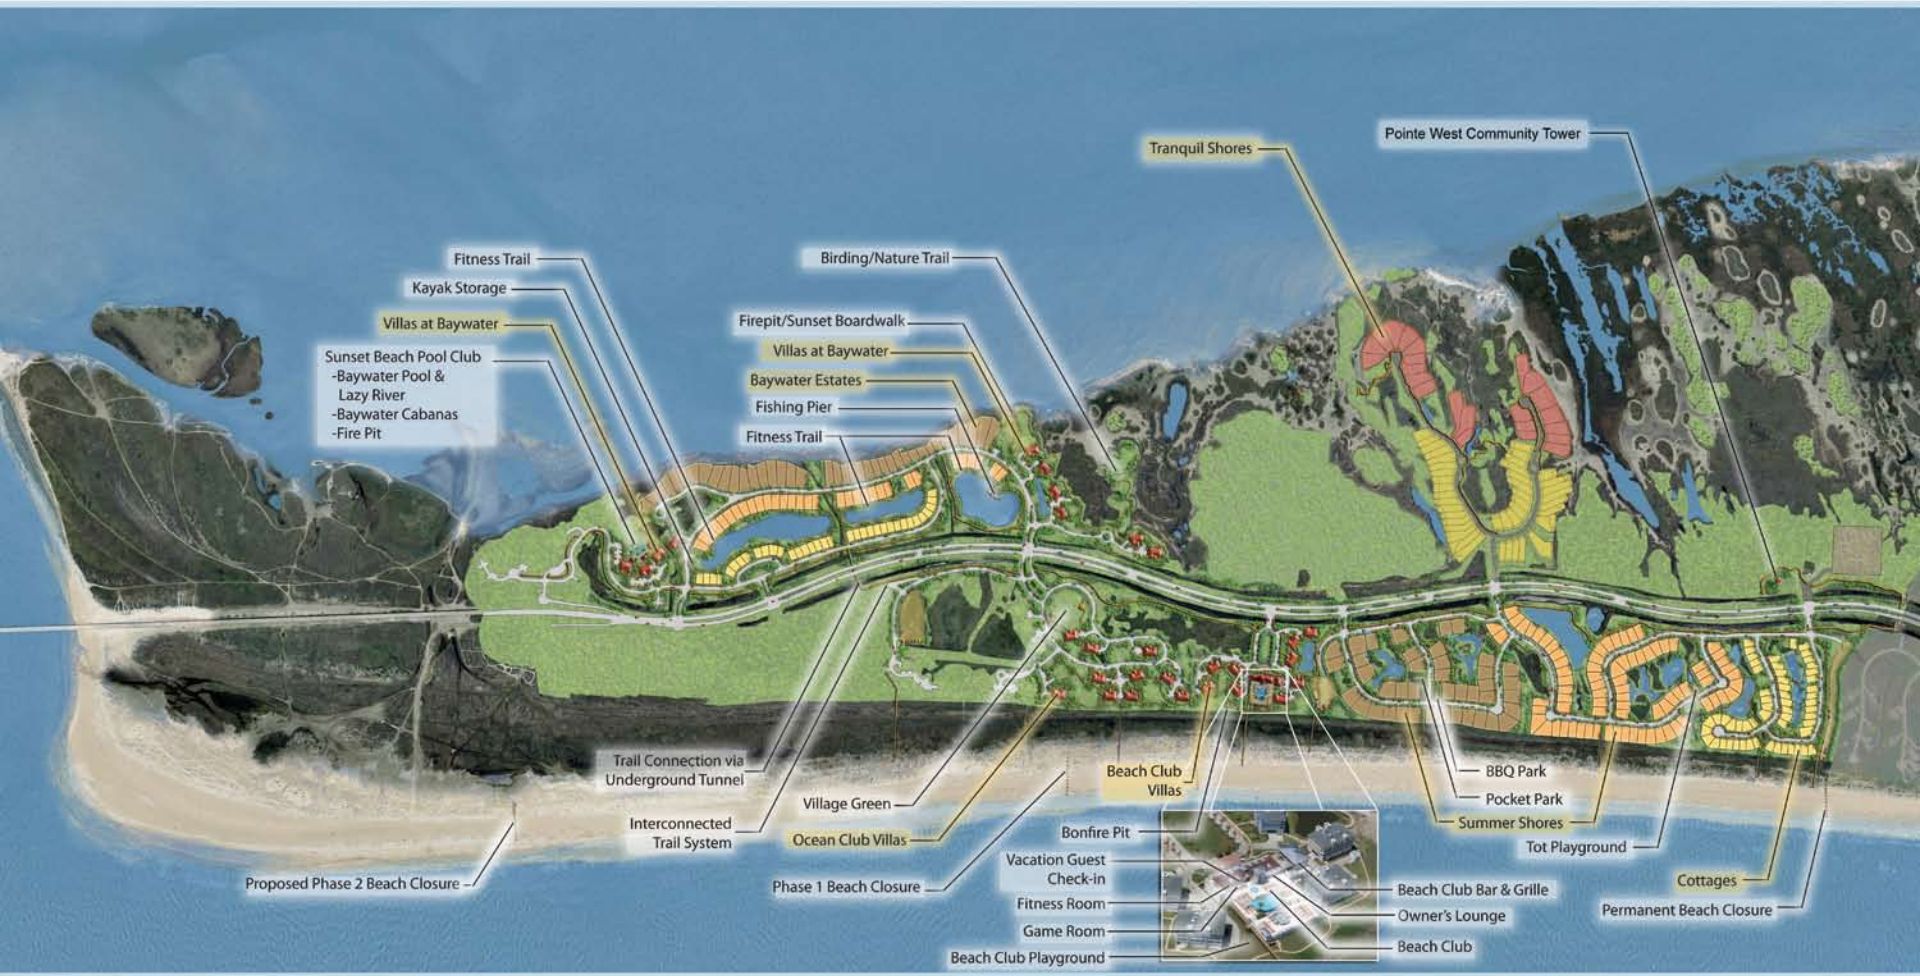 Pointe West Community Tower
Tranquil Shores
Fitness Trail
Kayak Storage
Villas at Baywater
Sunset Beach Pool Club
-Baywater Pool &
Lazy River
-Baywater Cabanas
-Fire Pit
Birding/Nature Trail
Firepit/Sunset Boardwalk
Villas at Baywater
Baywater Estates
Fishing Pier
Fitness Trail
Trail Connection via
Underground Tunnel
Interconnected
Trail System
Proposed Phase 2 Beach Closure
Village Green
Ocean Club Villas
Phase 1 Beach Closure
Beach Club
Villas
Bonfire Pit
Vacation Guest
Check-in
Fitness Room
Game Room
Beach Club Playground
BBQ Park
Pocket Park
Summer Shores
Tot Playground
Cottages
Permanent Beach Closure
Beach Club Bar & Grille
Owner's Lounge
Beach Club